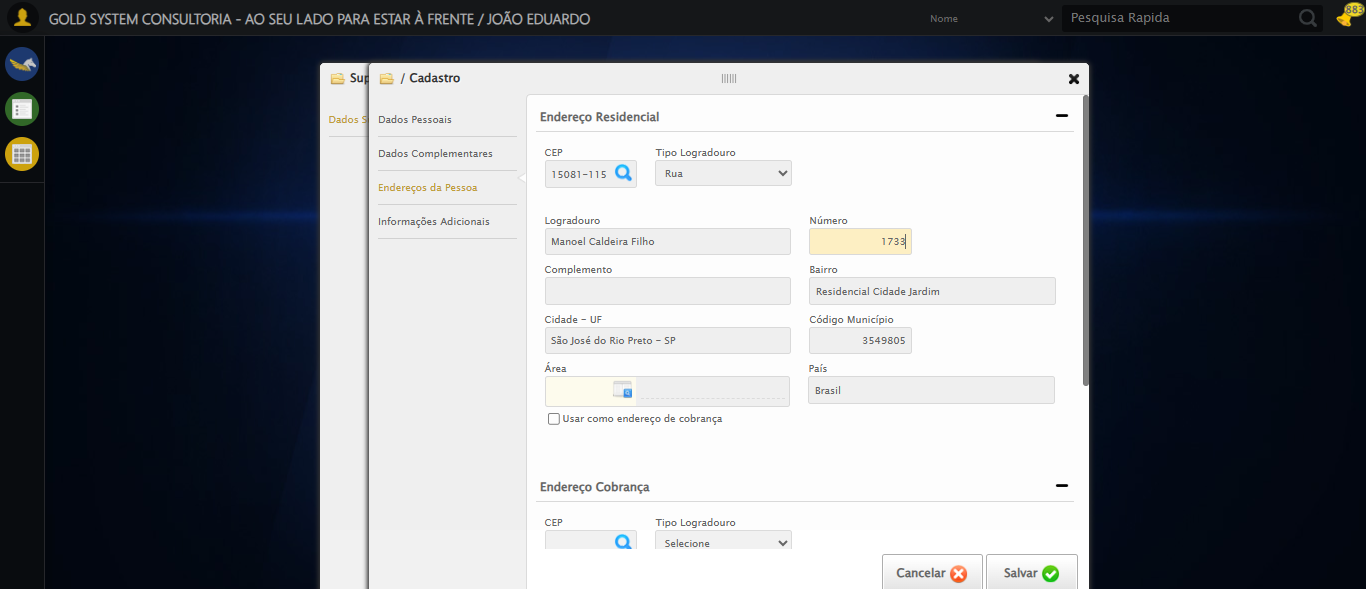 GOLD SYSTEM CONSULTORIA - AO SEU LADO PARA ESTAR À FRENTE / JOÃO EDUARDO
Nome
Pesquisa Rapida
883
Sup
/ Cadastro
Dados S
Dados Pessoais
Dados Complementares
Endereços da Pessoa
Informações Adicionais
Endereço Residencial
CEP
Tipo Logradouro
15081-115
Rua
Logradouro
Número
Manoel Caldeira Filho
1733
Complemento
Bairro
Residencial Cidade Jardim
Cidade - UF
Código Município
São José do Rio Preto - SP
3549805
Área
País
Brasil
Usar como endereço de cobrança
Endereço Cobrança
CEP
Tipo Logradouro
Selecione
Cancelar
Salvar